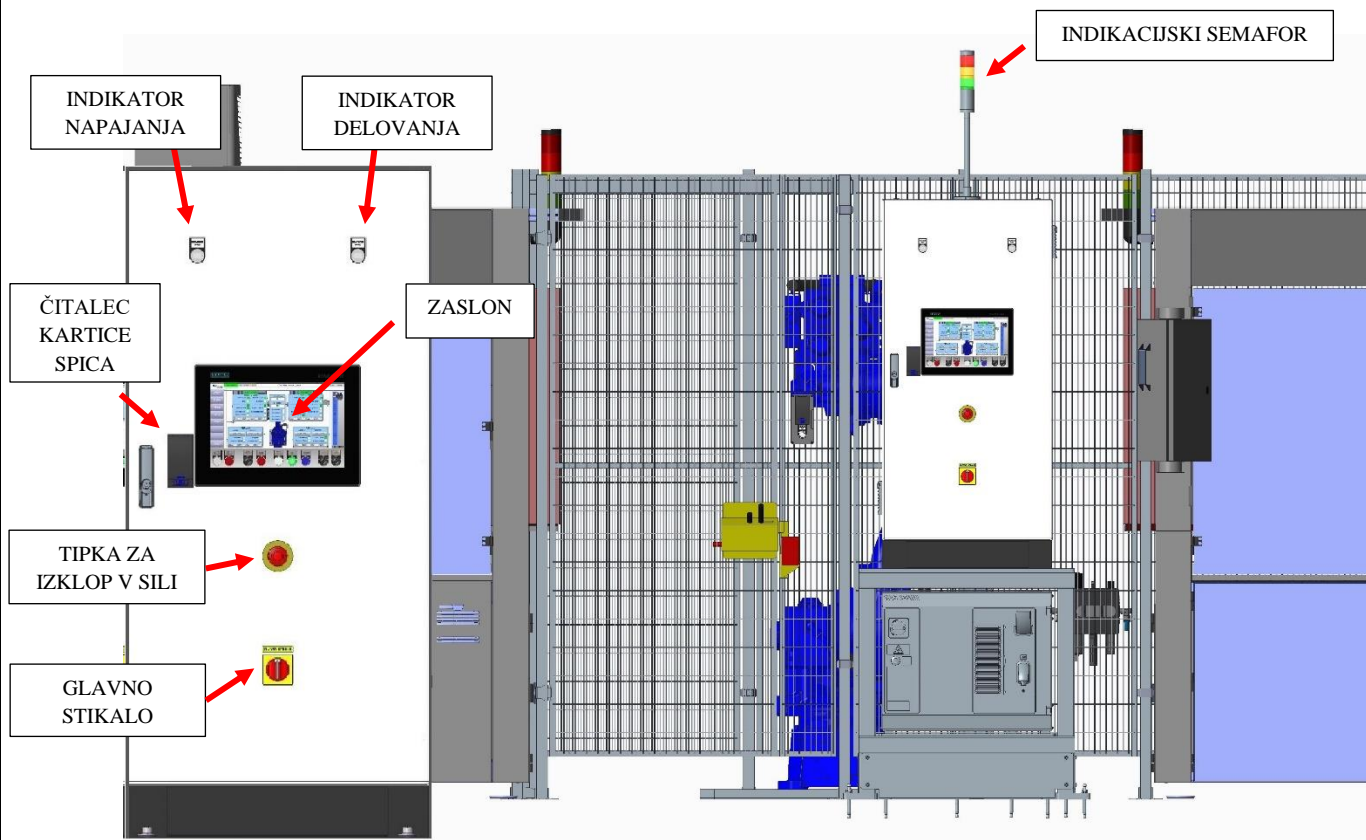 INDIKACIJSKI SEMAFOR
INDIKATOR
NAPAJANJA
INDIKATOR
DELOVANJA
ČITALEC
KARTICE
SPICA
ZASLON
TIPKA ZA
IZKLOP V SILI
GLAVNO
STIKALO